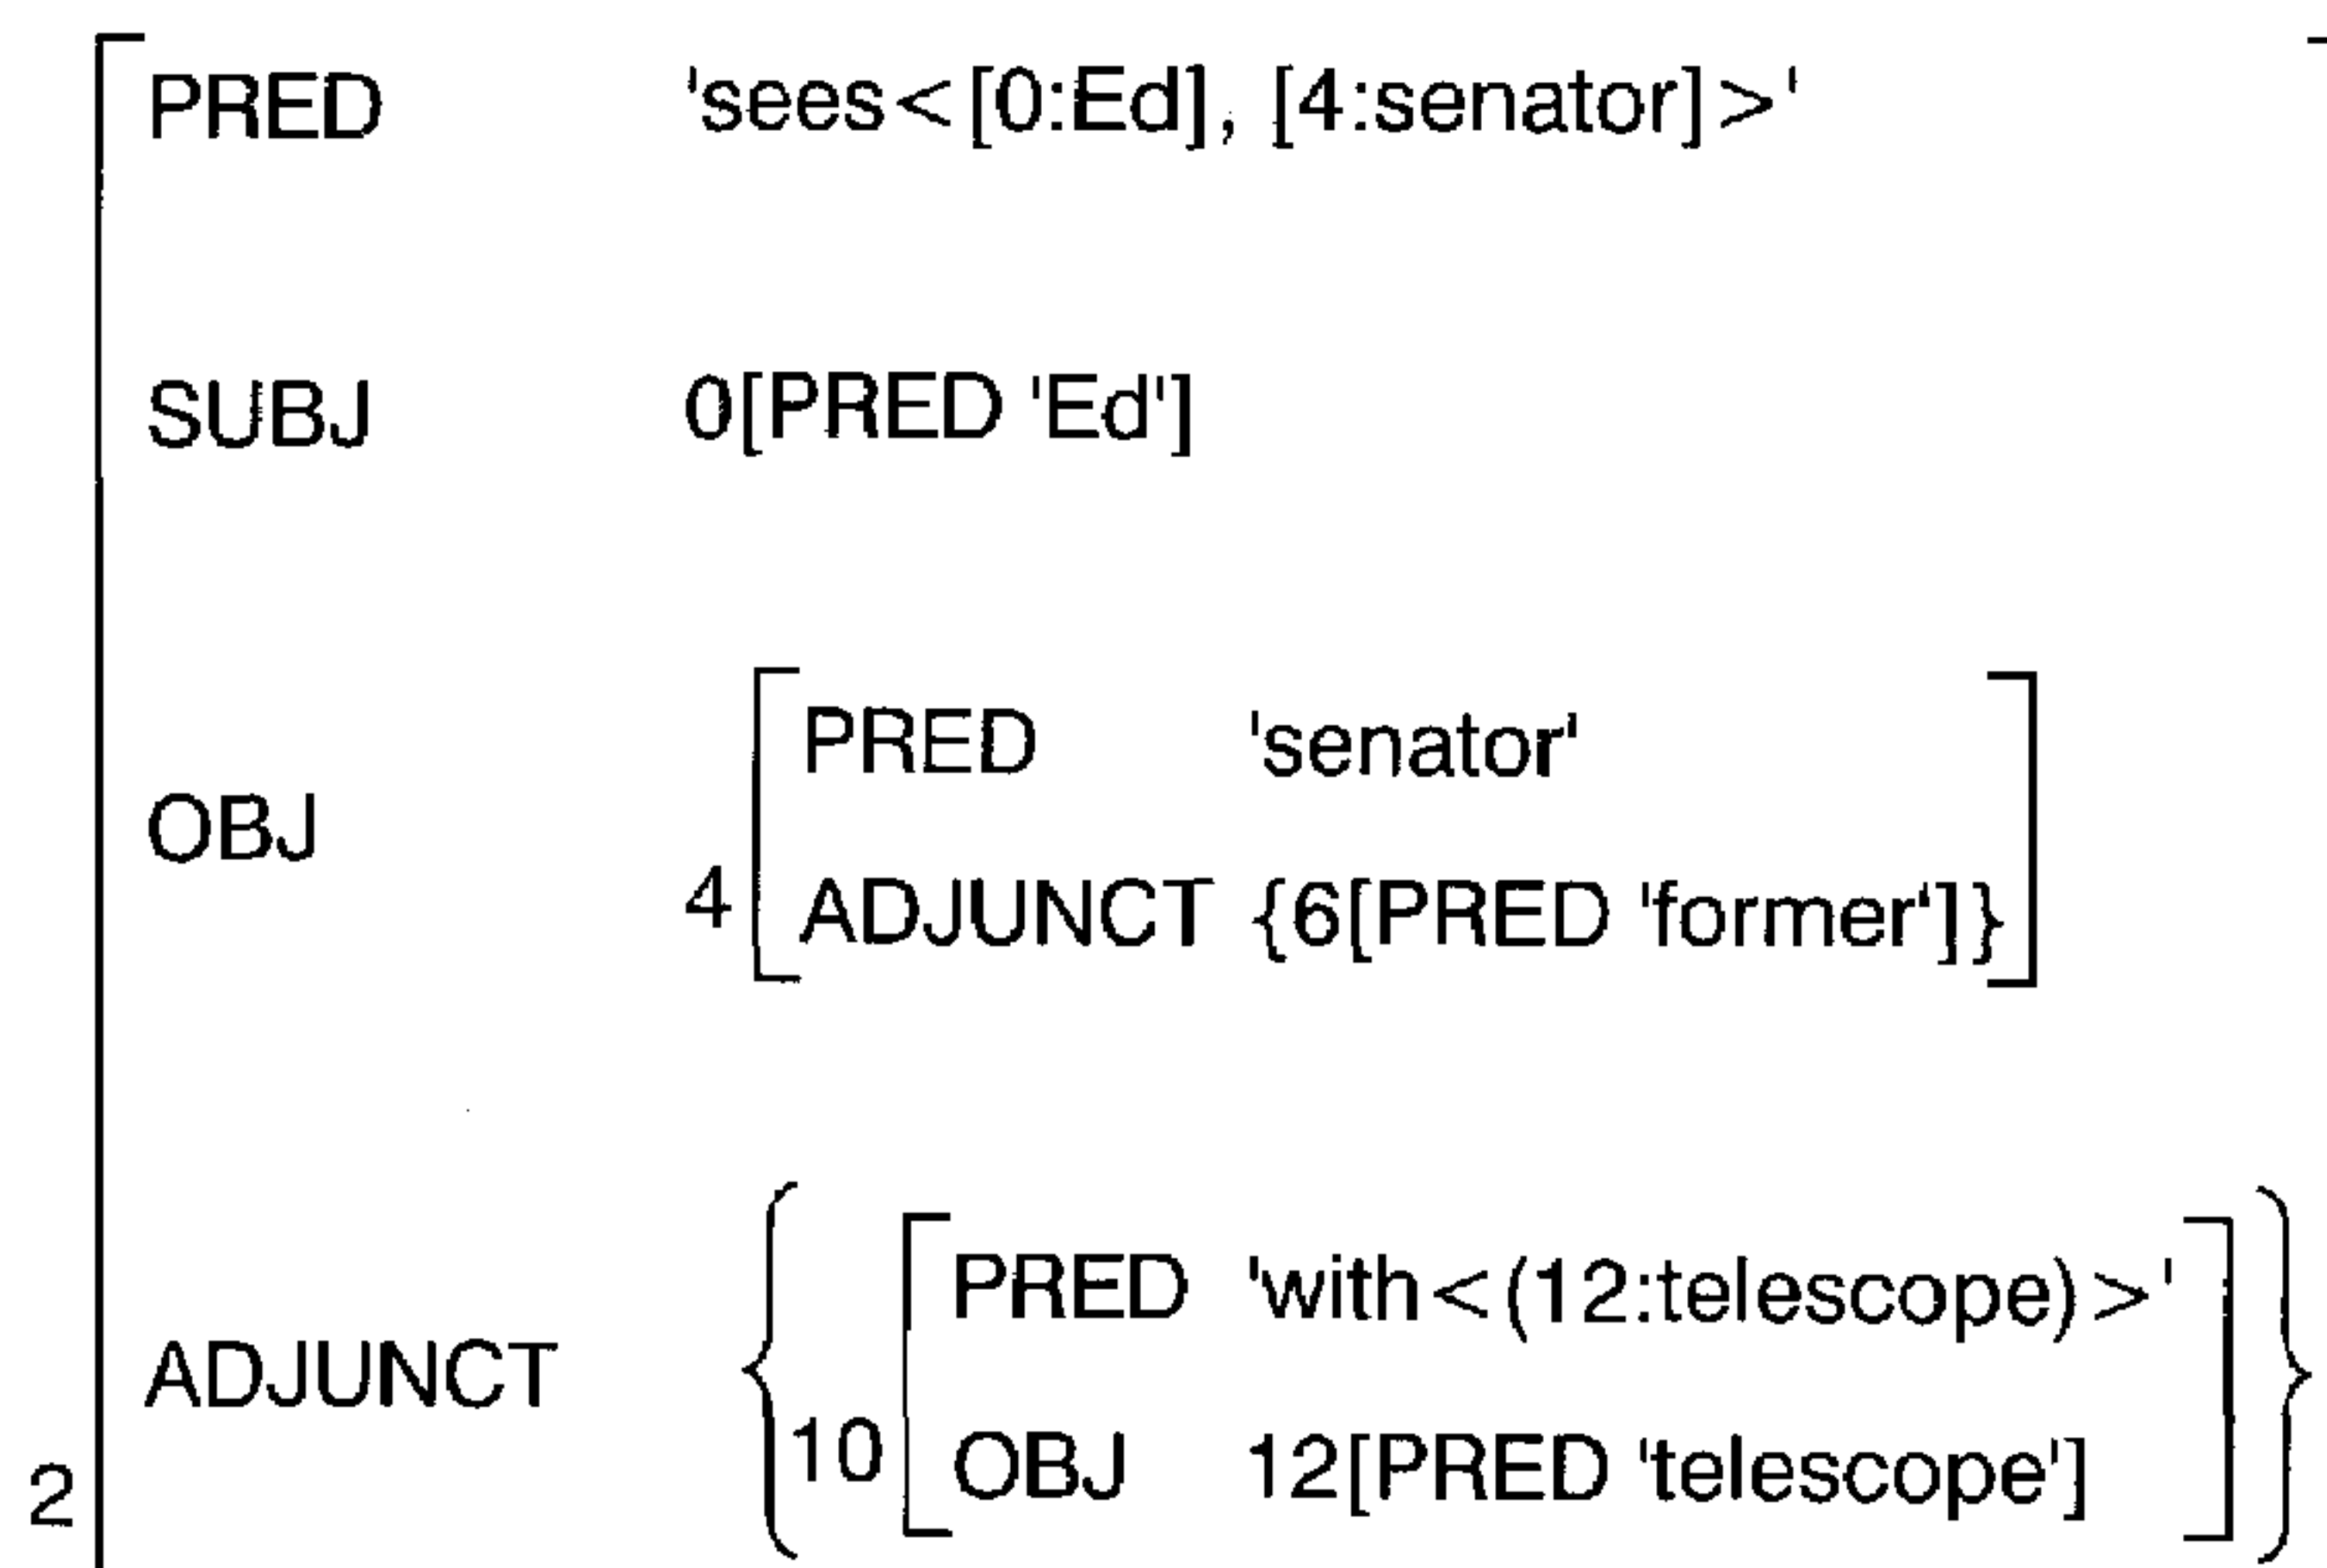 PRED 'sees<[0:Ed], [4:senator]>'
SUBJ 0[PRED 'Ed']
PRED 'senator'
OBJ
4 ADJUNCT {6[PRED 'former']}
PRED 'with<(12:telescope)>'
ADJUNCT
10 OBJ 12[PRED 'telescope']
2